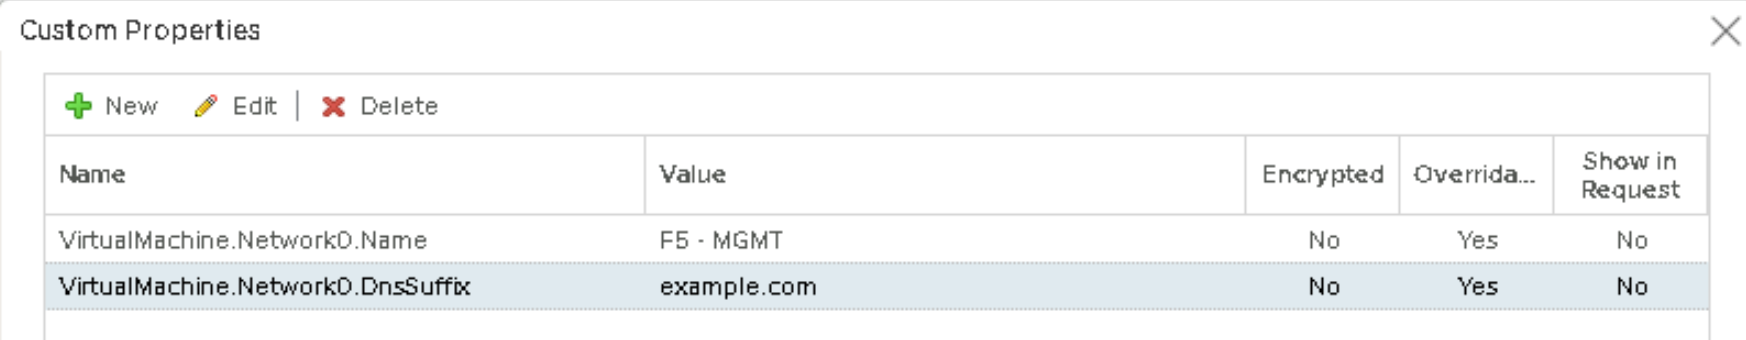 Custom Properties
New Edit Delete
Name Value Encrypted Overrida... Show in Request
VirtualMachine.Network0.Name F5 - MGMT No Yes No
VirtualMachine.Network0.DnsSuffix example.com No Yes No